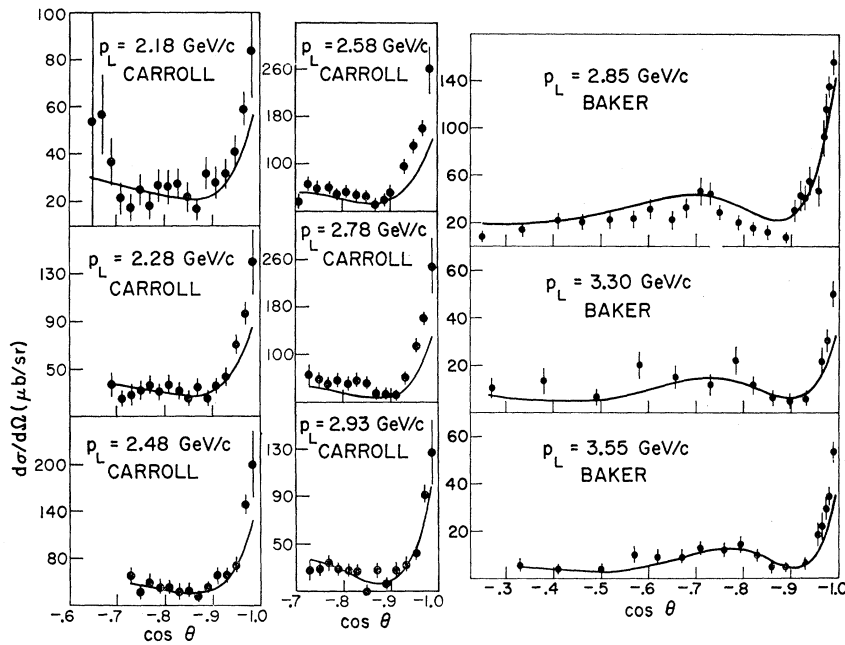 dσ/dΩ (μb/sr)
100
80
60
40
20
p_L = 2.18 GeV/c
CARROLL
130
90
50
p_L = 2.28 GeV/c
CARROLL
200
140
80
p_L = 2.48 GeV/c
CARROLL
-.6 -.7 -.8 -.9 -1.0
cos θ
260
180
100
p_L = 2.58 GeV/c
CARROLL
260
180
100
p_L = 2.78 GeV/c
CARROLL
130
90
50
p_L = 2.93 GeV/c
CARROLL
-.7 -.8 -.9 -1.0
cos θ
140
100
60
20
p_L = 2.85 GeV/c
BAKER
60
40
20
p_L = 3.30 GeV/c
BAKER
60
40
20
p_L = 3.55 GeV/c
BAKER
-.3 -.4 -.5 -.6 -.7 -.8 -.9 -1.0
cos θ